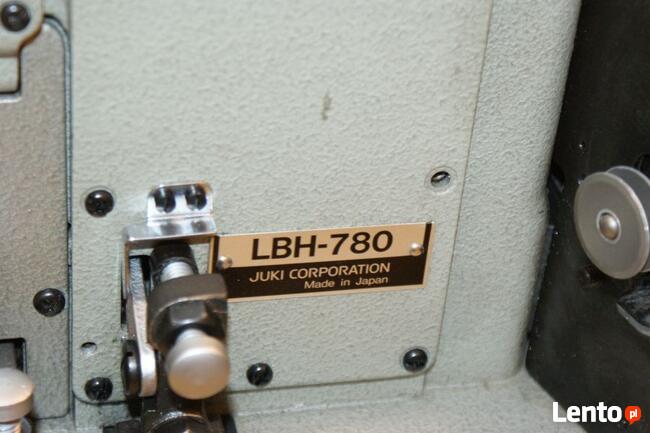 LBH-780
JUKI CORPORATION
Made in Japan
Lento.pl